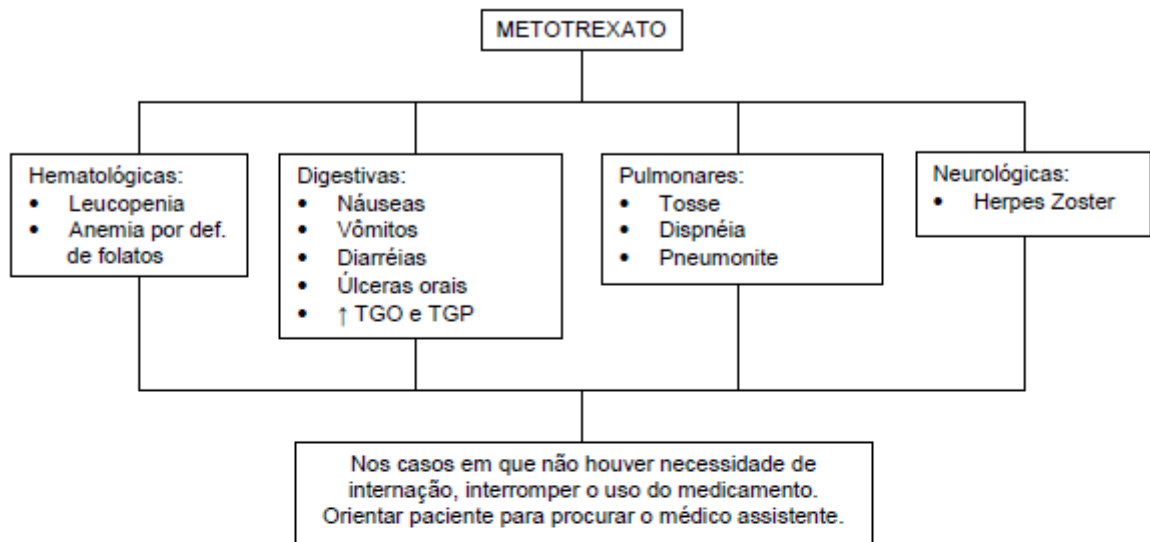 METOTREXATO
Hematológicas:
• Leucopenia
• Anemia por def.
de folatos
Digestivas:
• Náuseas
• Vômitos
• Diarréias
• Úlceras orais
• ↑ TGO e TGP
Pulmonares:
• Tosse
• Dispnéia
• Pneumonite
Neurológicas:
• Herpes Zoster
Nos casos em que não houver necessidade de
internação, interromper o uso do medicamento.
Orientar paciente para procurar o médico assistente.